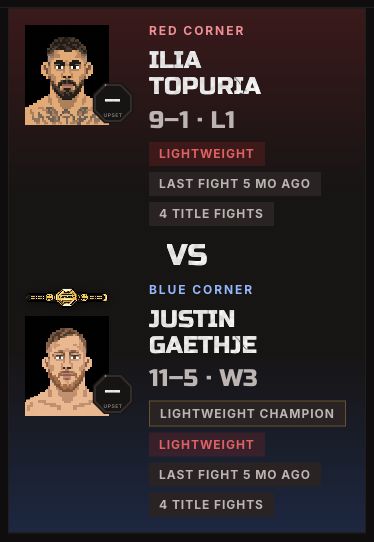 RED CORNER
ILIA
TOPURIA
9–1 · L1
UPSET
LIGHTWEIGHT
LAST FIGHT 5 MO AGO
4 TITLE FIGHTS
VS
BLUE CORNER
JUSTIN
GAETHJE
11–5 · W3
UPSET
LIGHTWEIGHT CHAMPION
LIGHTWEIGHT
LAST FIGHT 5 MO AGO
4 TITLE FIGHTS